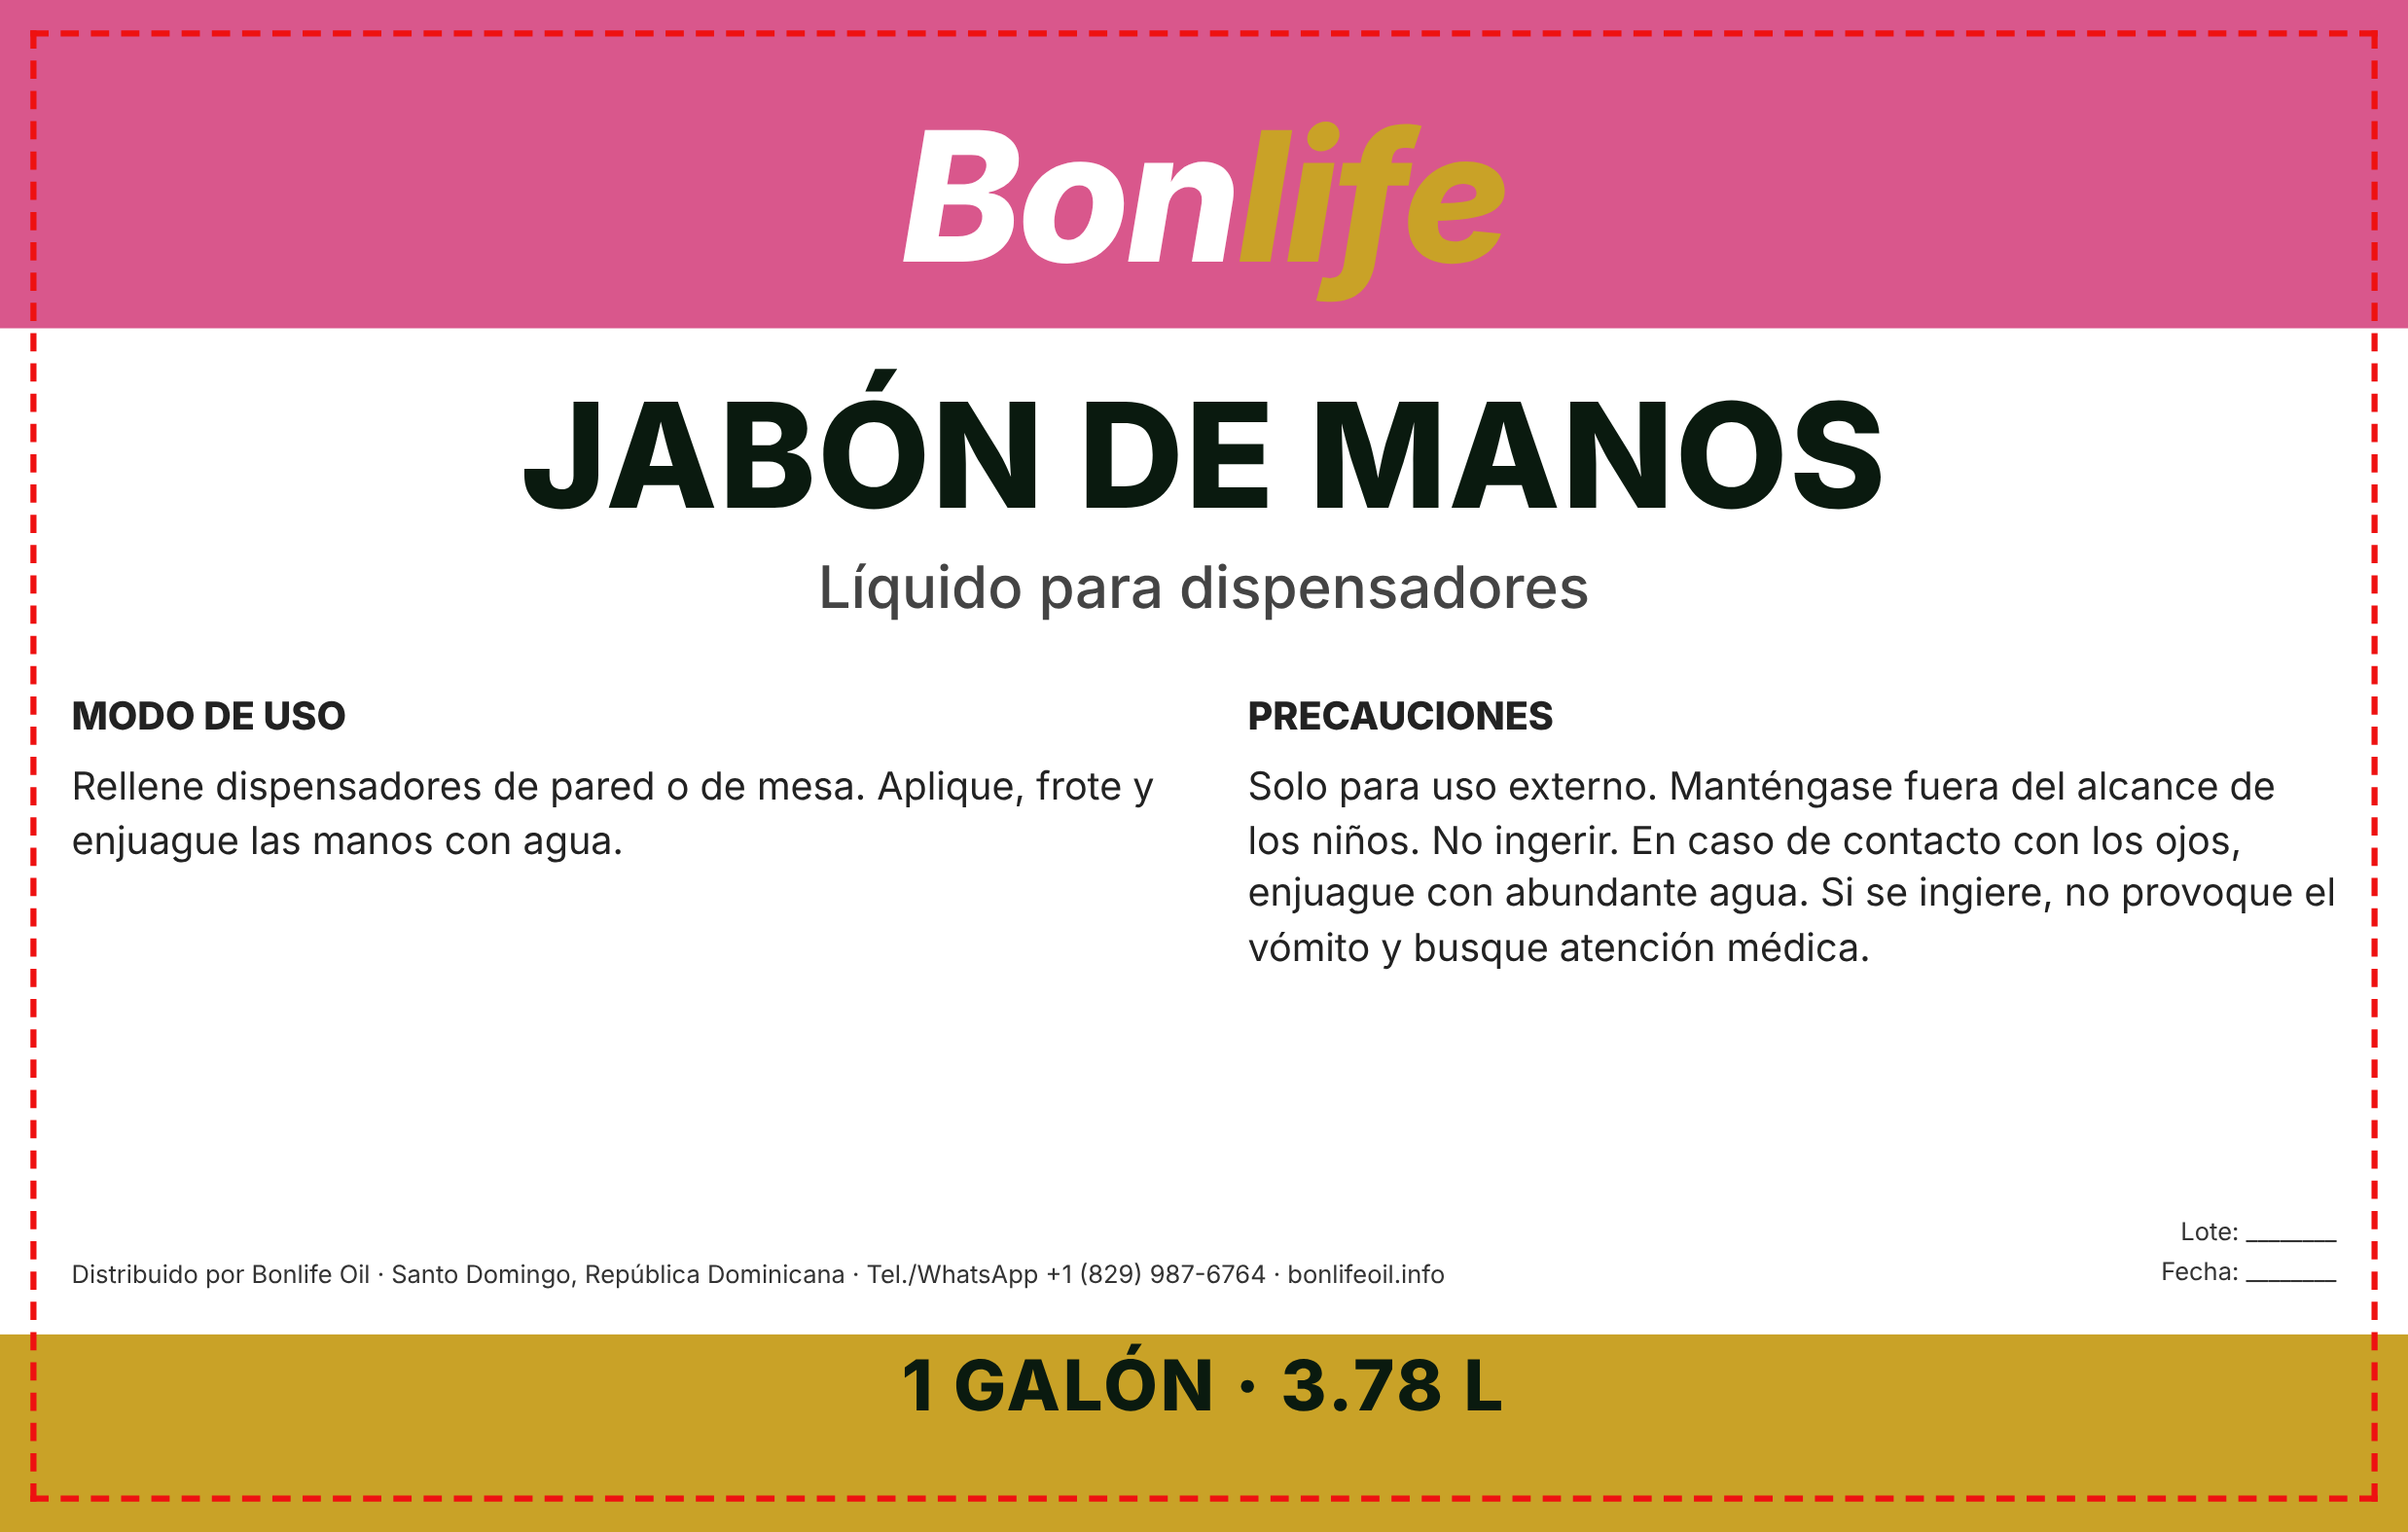 Bonlife
JABÓN DE MANOS
Líquido para dispensadores
MODO DE USO
Rellene dispensadores de pared o de mesa. Aplique, frote y
enjuague las manos con agua.
PRECAUCIONES
Solo para uso externo. Manténgase fuera del alcance de
los niños. No ingerir. En caso de contacto con los ojos,
enjuague con abundante agua. Si se ingiere, no provoque el
vómito y busque atención médica.
Distribuido por Bonlife Oil · Santo Domingo, República Dominicana · Tel./WhatsApp +1 (829) 987-6764 · bonlifeoil.info
Lote: ________
Fecha: ________
1 GALÓN · 3.78 L